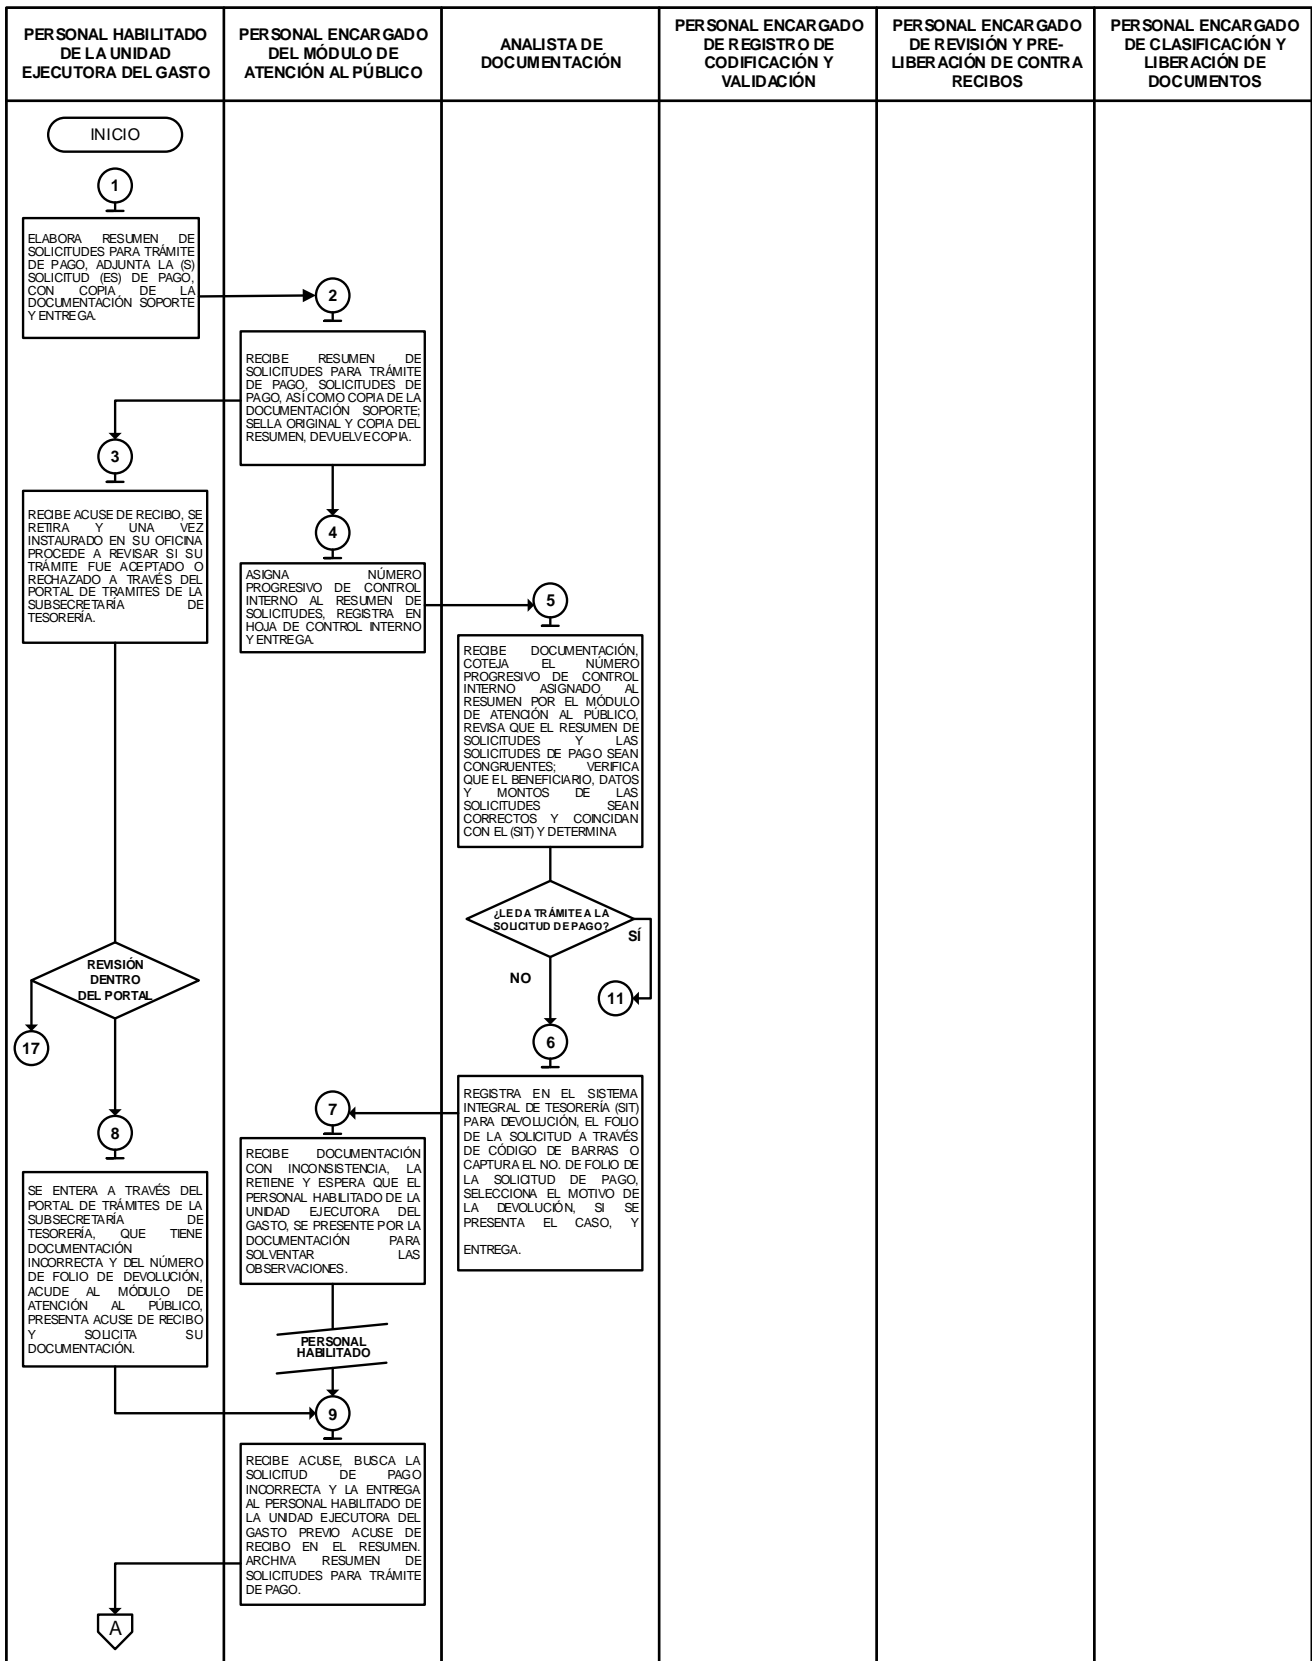 PERSONAL HABILITADO
DE LA UNIDAD
EJECUTORA DEL GASTO
PERSONAL ENCARGADO
DEL MÓDULO DE
ATENCIÓN AL PÚBLICO
ANALISTA DE
DOCUMENTACIÓN
PERSONAL ENCARGADO
DE REGISTRO DE
CODIFICACIÓN Y
VALIDACIÓN
PERSONAL ENCARGADO
DE REVISIÓN Y PRE-
LIBERACIÓN DE CONTRA
RECIBOS
PERSONAL ENCARGADO
DE CLASIFICACIÓN Y
LIBERACIÓN DE
DOCUMENTOS
INICIO
1
ELABORA RESUMEN DE
SOLICITUDES PARA TRÁMITE
DE PAGO, ADJUNTA LA (S)
SOLICITUD (ES) DE PAGO,
CON COPIA DE LA
DOCUMENTACIÓN SOPORTE
Y ENTREGA.
2
RECIBE RESUMEN DE
SOLICITUDES PARA TRÁMITE
DE PAGO, SOLICITUDES DE
PAGO, ASÍ COMO COPIA DE LA
DOCUMENTACIÓN SOPORTE;
SELLA ORIGINAL Y COPIA DEL
RESUMEN, DEVUELVE COPIA.
3
RECIBE ACUSE DE RECIBO, SE
RETIRA Y UNA VEZ
INSTAURADO EN SU OFICINA
PROCEDE A REVISAR SI SU
TRÁMITE FUE ACEPTADO O
RECHAZADO A TRAVÉS DEL
PORTAL DE TRAMITES DE LA
SUBSECRETARÍA DE
TESORERÍA.
4
ASIGNA NÚMERO
PROGRESIVO DE CONTROL
INTERNO AL RESUMEN DE
SOLICITUDES, REGISTRA EN
HOJA DE CONTROL INTERNO
Y ENTREGA.
5
RECIBE DOCUMENTACIÓN,
COTEJA EL NÚMERO
PROGRESIVO DE CONTROL
INTERNO ASIGNADO AL
RESUMEN POR EL MÓDULO
DE ATENCIÓN AL PÚBLICO,
REVISA QUE EL RESUMEN DE
SOLICITUDES Y LAS
SOLICITUDES DE PAGO SEAN
CONGRUENTES; VERIFICA
QUE EL BENEFICIARIO, DATOS
Y MONTOS DE LAS
SOLICITUDES SEAN
CORRECTOS Y COINCIDAN
CON EL (SIT) Y DETERMINA
¿LE DA TRÁMITE A LA
SOLICITUD DE PAGO?
SÍ
NO
11
REVISIÓN
DENTRO
DEL PORTAL
17
6
REGISTRA EN EL SISTEMA
INTEGRAL DE TESORERÍA (SIT)
PARA DEVOLUCIÓN, EL FOLIO
DE LA SOLICITUD A TRAVÉS
DE CÓDIGO DE BARRAS O
CAPTURA EL NO. DE FOLIO DE
LA SOLICITUD DE PAGO,
SELECCIONA EL MOTIVO DE
LA DEVOLUCIÓN, SI SE
PRESENTA EL CASO, Y
ENTREGA.
7
RECIBE DOCUMENTACIÓN
CON INCONSISTENCIA, LA
RETIENE Y ESPERA QUE EL
PERSONAL HABILITADO DE LA
UNIDAD EJECUTORA DEL
GASTO, SE PRESENTE POR LA
DOCUMENTACIÓN PARA
SOLVENTAR LAS
OBSERVACIONES.
8
SE ENTERA A TRAVÉS DEL
PORTAL DE TRÁMITES DE LA
SUBSECRETARÍA DE
TESORERÍA, QUE TIENE
DOCUMENTACIÓN
INCORRECTA Y DEL NÚMERO
DE FOLIO DE DEVOLUCIÓN,
ACUDE AL MÓDULO DE
ATENCIÓN AL PÚBLICO,
PRESENTA ACUSE DE RECIBO
Y SOLICITA SU
DOCUMENTACIÓN.
PERSONAL
HABILITADO
9
RECIBE ACUSE, BUSCA LA
SOLICITUD DE PAGO
INCORRECTA Y LA ENTREGA
AL PERSONAL HABILITADO DE
LA UNIDAD EJECUTORA DEL
GASTO PREVIO ACUSE DE
RECIBO EN EL RESUMEN.
ARCHIVA RESUMEN DE
SOLICITUDES PARA TRÁMITE
DE PAGO.
A